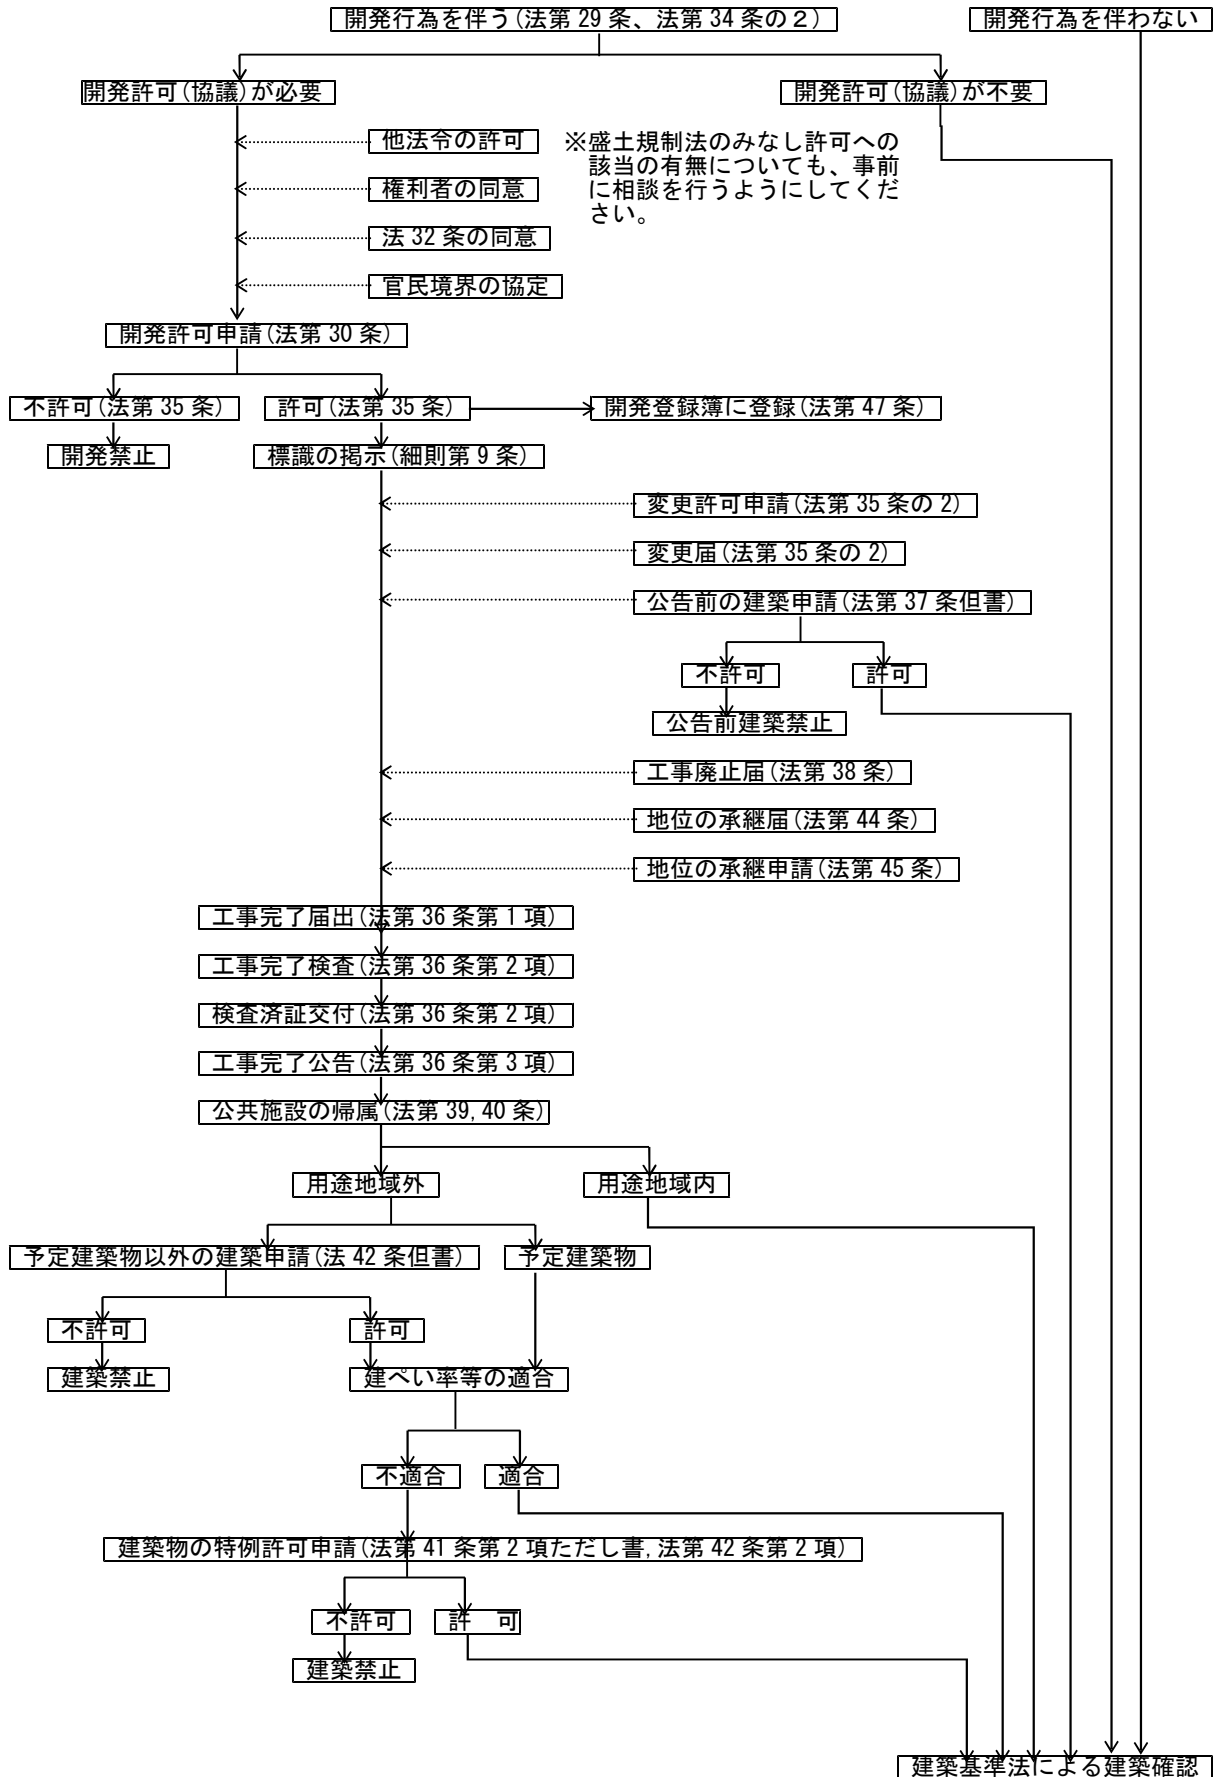 開発行為を伴う(法第29条、法第34条の２)
開発行為を伴わない
開発許可(協議)が必要
開発許可(協議)が不要
他法令の許可
※盛土規制法のみなし許可への
該当の有無についても、事前
に相談を行うようにしてくだ
さい。
権利者の同意
法32条の同意
官民境界の協定
開発許可申請(法第30条)
不許可(法第35条)
許可(法第35条)
開発登録簿に登録(法第47条)
開発禁止
標識の掲示(細則第9条)
変更許可申請(法第35条の2)
変更届(法第35条の2)
公告前の建築申請(法第37条但書)
不許可
許可
公告前建築禁止
工事廃止届(法第38条)
地位の承継届(法第44条)
地位の承継申請(法第45条)
工事完了届出(法第36条第1項)
工事完了検査(法第36条第2項)
検査済証交付(法第36条第2項)
工事完了公告(法第36条第3項)
公共施設の帰属(法第39,40条)
用途地域外
用途地域内
予定建築物以外の建築申請(法42条但書)
予定建築物
不許可
許可
建築禁止
建ぺい率等の適合
不適合
適合
建築物の特例許可申請(法第41条第2項ただし書,法第42条第2項)
不許可
許　可
建築禁止
建築基準法による建築確認